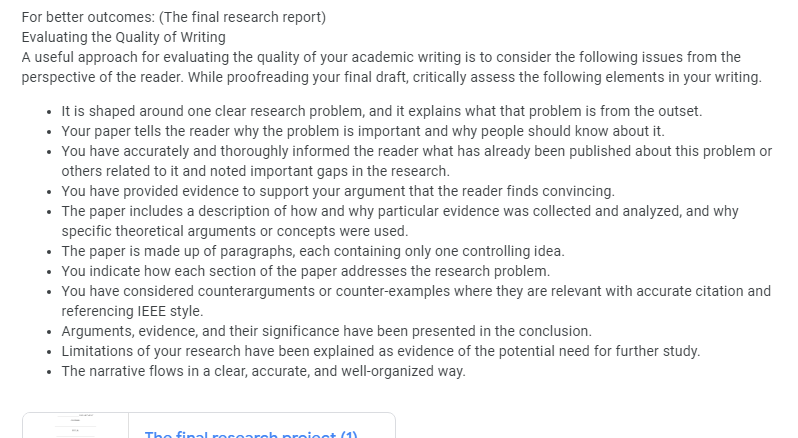 For better outcomes: (The final research report)
Evaluating the Quality of Writing
A useful approach for evaluating the quality of your academic writing is to consider the following issues from the
perspective of the reader. While proofreading your final draft, critically assess the following elements in your writing.
• It is shaped around one clear research problem, and it explains what that problem is from the outset.
• Your paper tells the reader why the problem is important and why people should know about it.
• You have accurately and thoroughly informed the reader what has already been published about this problem or
others related to it and noted important gaps in the research.
• You have provided evidence to support your argument that the reader finds convincing.
• The paper includes a description of how and why particular evidence was collected and analyzed, and why
specific theoretical arguments or concepts were used.
• The paper is made up of paragraphs, each containing only one controlling idea.
• You indicate how each section of the paper addresses the research problem.
• You have considered counterarguments or counter-examples where they are relevant with accurate citation and
referencing IEEE style.
• Arguments, evidence, and their significance have been presented in the conclusion.
• Limitations of your research have been explained as evidence of the potential need for further study.
• The narrative flows in a clear, accurate, and well-organized way.
The final research project (1)